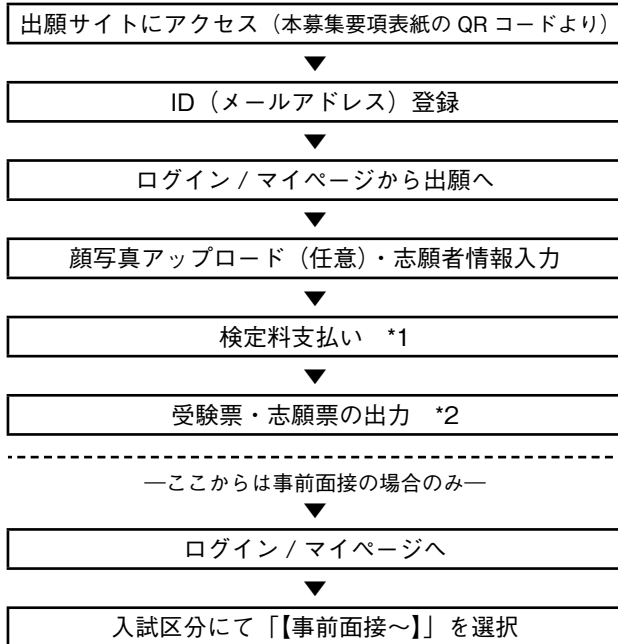 出願サイトにアクセス（本募集要項表紙の QR コードより）
▼
ID（メールアドレス）登録
▼
ログイン / マイページから出願へ
▼
顔写真アップロード（任意）・志願者情報入力
▼
検定料支払い　*1
▼
受験票・志願票の出力　*2
―ここからは事前面接の場合のみ―
▼
ログイン / マイページへ
▼
入試区分にて「【事前面接～】」を選択